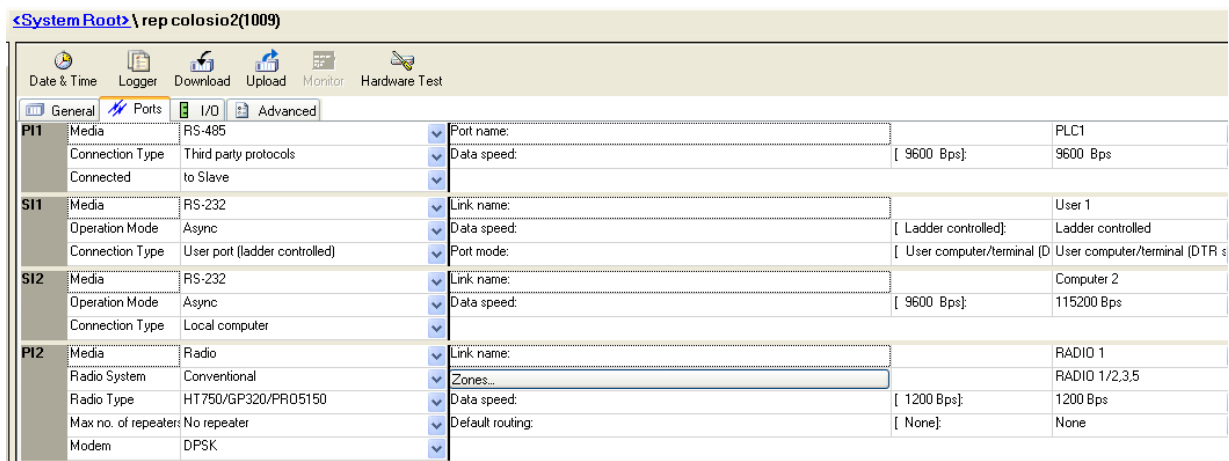 <System Root> \ rep colosio2(1009)
Date & Time Logger Download Upload Monitor Hardware Test
General Ports I/O Advanced
PI1 Media RS-485 Port name: PLC1
Connection Type Third party protocols Data speed: [ 9600 Bps]: 9600 Bps
Connected to Slave
SI1 Media RS-232 Link name: User 1
Operation Mode Async Data speed: [ Ladder controlled]: Ladder controlled
Connection Type User port (ladder controlled) Port mode: [ User computer/terminal (D User computer/terminal (DTR s
SI2 Media RS-232 Link name: Computer 2
Operation Mode Async Data speed: [ 9600 Bps]: 115200 Bps
Connection Type Local computer
PI2 Media Radio Link name: RADIO 1
Radio System Conventional Zones... RADIO 1/2,3,5
Radio Type HT750/GP320/PRO5150 Data speed: [ 1200 Bps]: 1200 Bps
Max no. of repeaters No repeater Default routing: [ None]: None
Modem DPSK